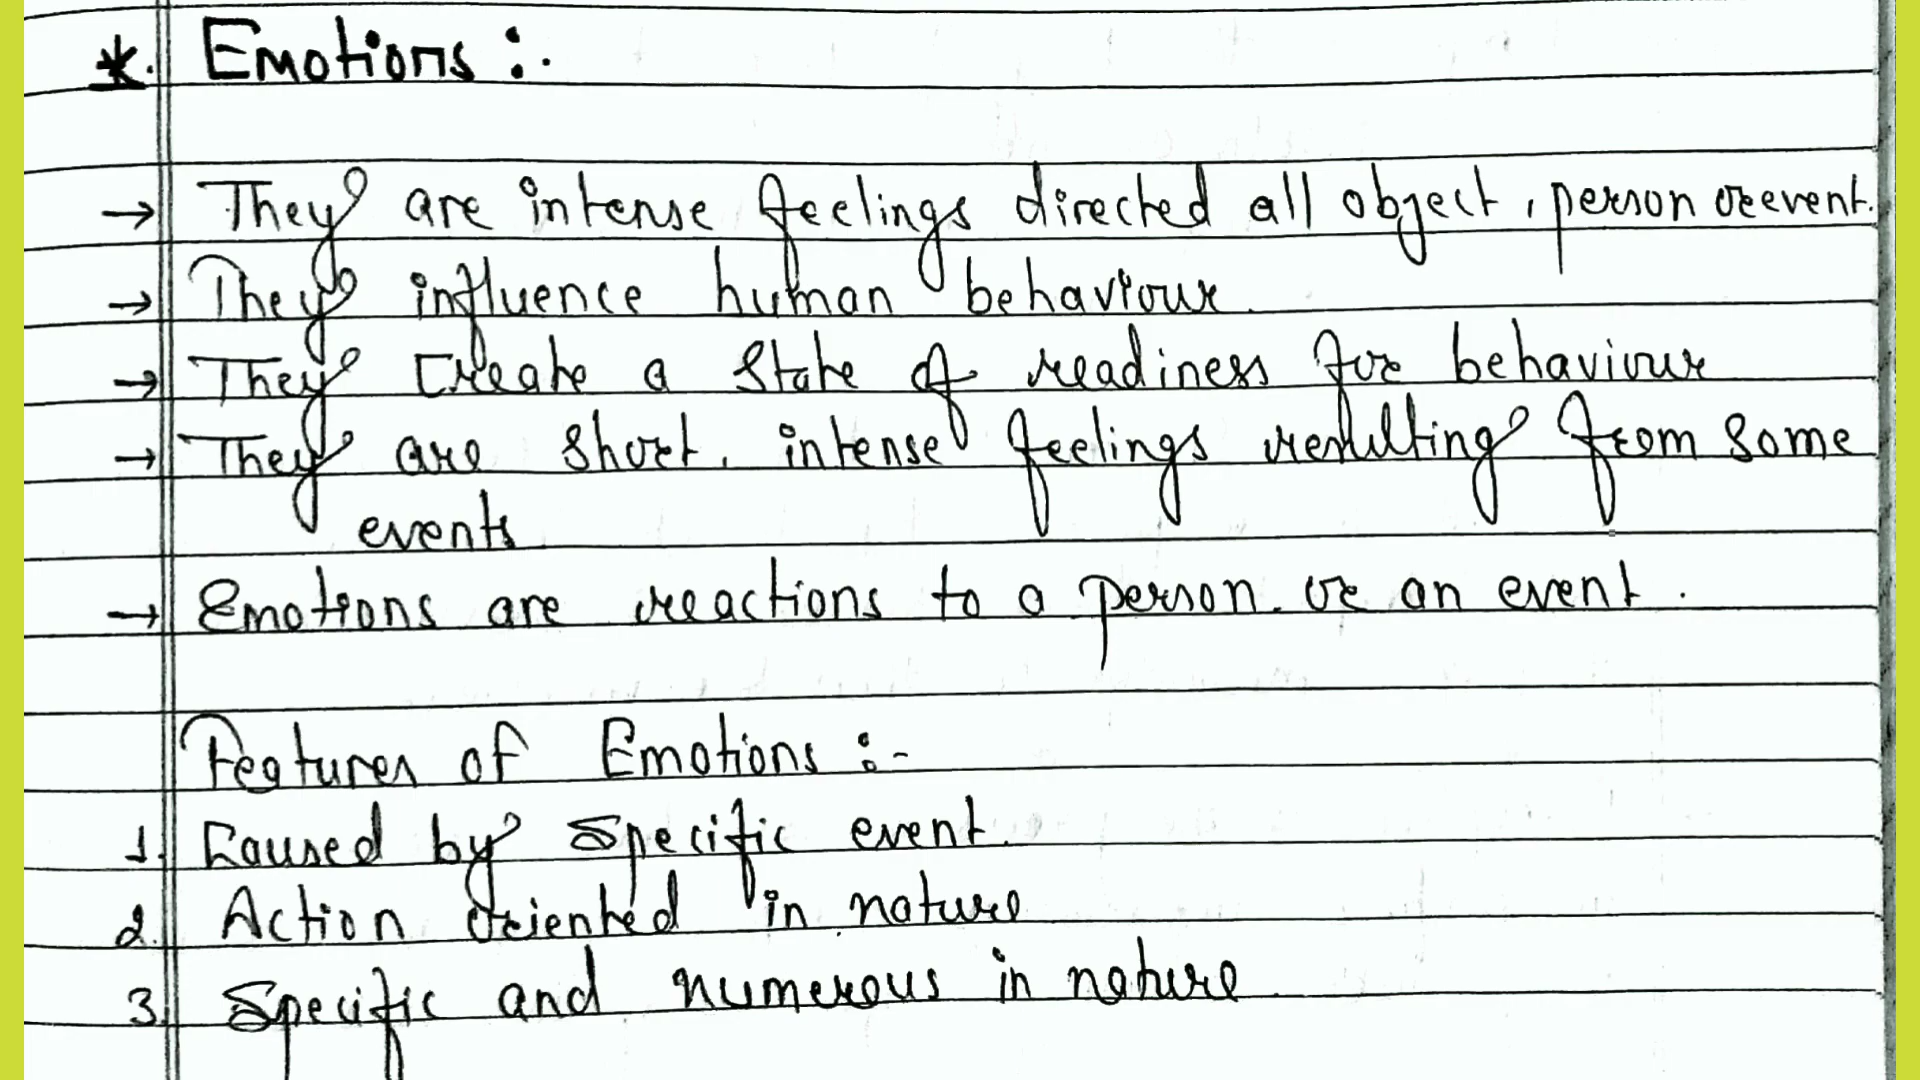 * Emotions :-
→ They are intense feelings directed all object, person or event.
→ They influence human behaviour.
→ They create a state of readiness for behaviour
→ They are short, intense feelings resulting from some
events
→ Emotions are reactions to a person or an event.
Features of Emotions :-
1. Caused by specific event.
2. Action oriented in nature
3. Specific and numerous in nature